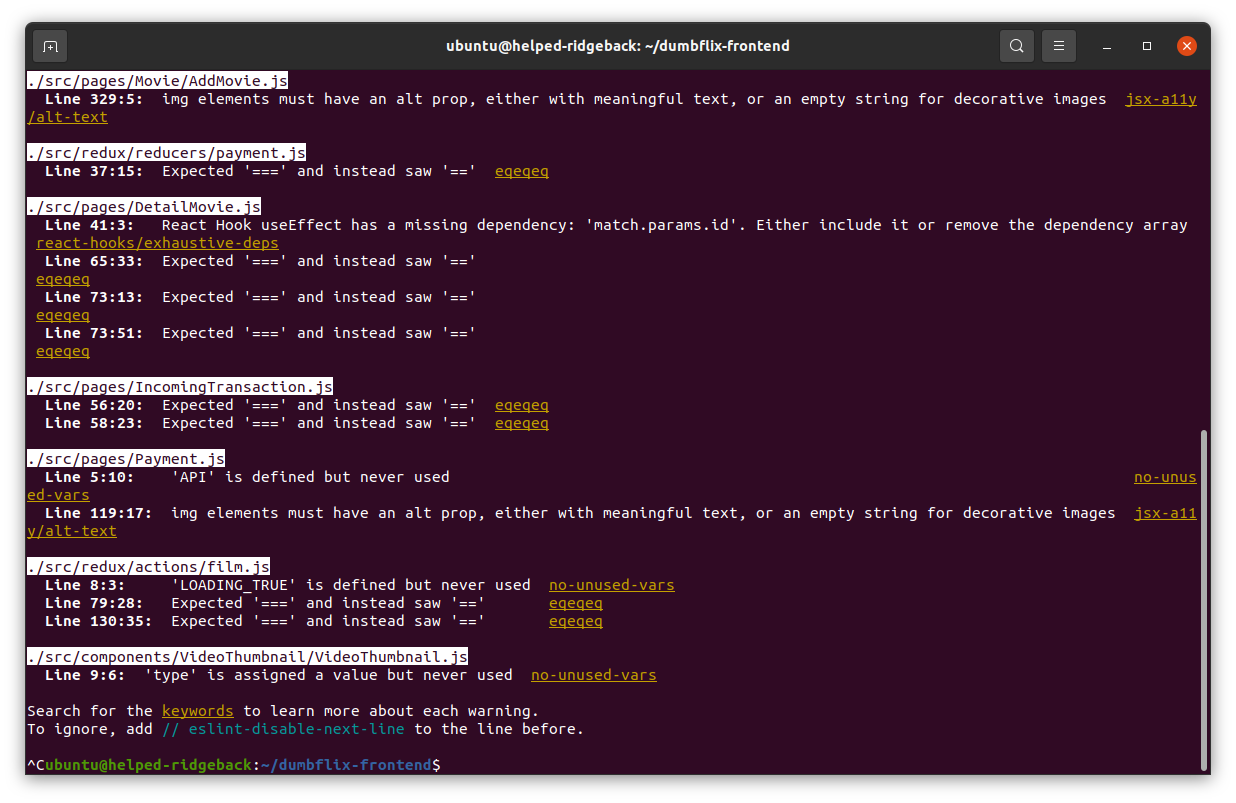 ubuntu@helped-ridgeback: ~/dumbflix-frontend
./src/pages/Movie/AddMovie.js
  Line 329:5:  img elements must have an alt prop, either with meaningful text, or an empty string for decorative images  jsx-a11y
/alt-text
./src/redux/reducers/payment.js
  Line 37:15:  Expected '===' and instead saw '=='  eqeqeq
./src/pages/DetailMovie.js
  Line 41:3:   React Hook useEffect has a missing dependency: 'match.params.id'. Either include it or remove the dependency array
 react-hooks/exhaustive-deps
  Line 65:33:  Expected '===' and instead saw '=='
 eqeqeq
  Line 73:13:  Expected '===' and instead saw '=='
 eqeqeq
  Line 73:51:  Expected '===' and instead saw '=='
 eqeqeq
./src/pages/IncomingTransaction.js
  Line 56:20:  Expected '===' and instead saw '=='  eqeqeq
  Line 58:23:  Expected '===' and instead saw '=='  eqeqeq
./src/pages/Payment.js
  Line 5:10:    'API' is defined but never used  no-unus
ed-vars
  Line 119:17:  img elements must have an alt prop, either with meaningful text, or an empty string for decorative images  jsx-a11
y/alt-text
./src/redux/actions/film.js
  Line 8:3:     'LOADING_TRUE' is defined but never used  no-unused-vars
  Line 79:28:   Expected '===' and instead saw '=='       eqeqeq
  Line 130:35:  Expected '===' and instead saw '=='       eqeqeq
./src/components/VideoThumbnail/VideoThumbnail.js
  Line 9:6:  'type' is assigned a value but never used  no-unused-vars
Search for the keywords to learn more about each warning.
To ignore, add // eslint-disable-next-line to the line before.
^Cubuntu@helped-ridgeback:~/dumbflix-frontend$